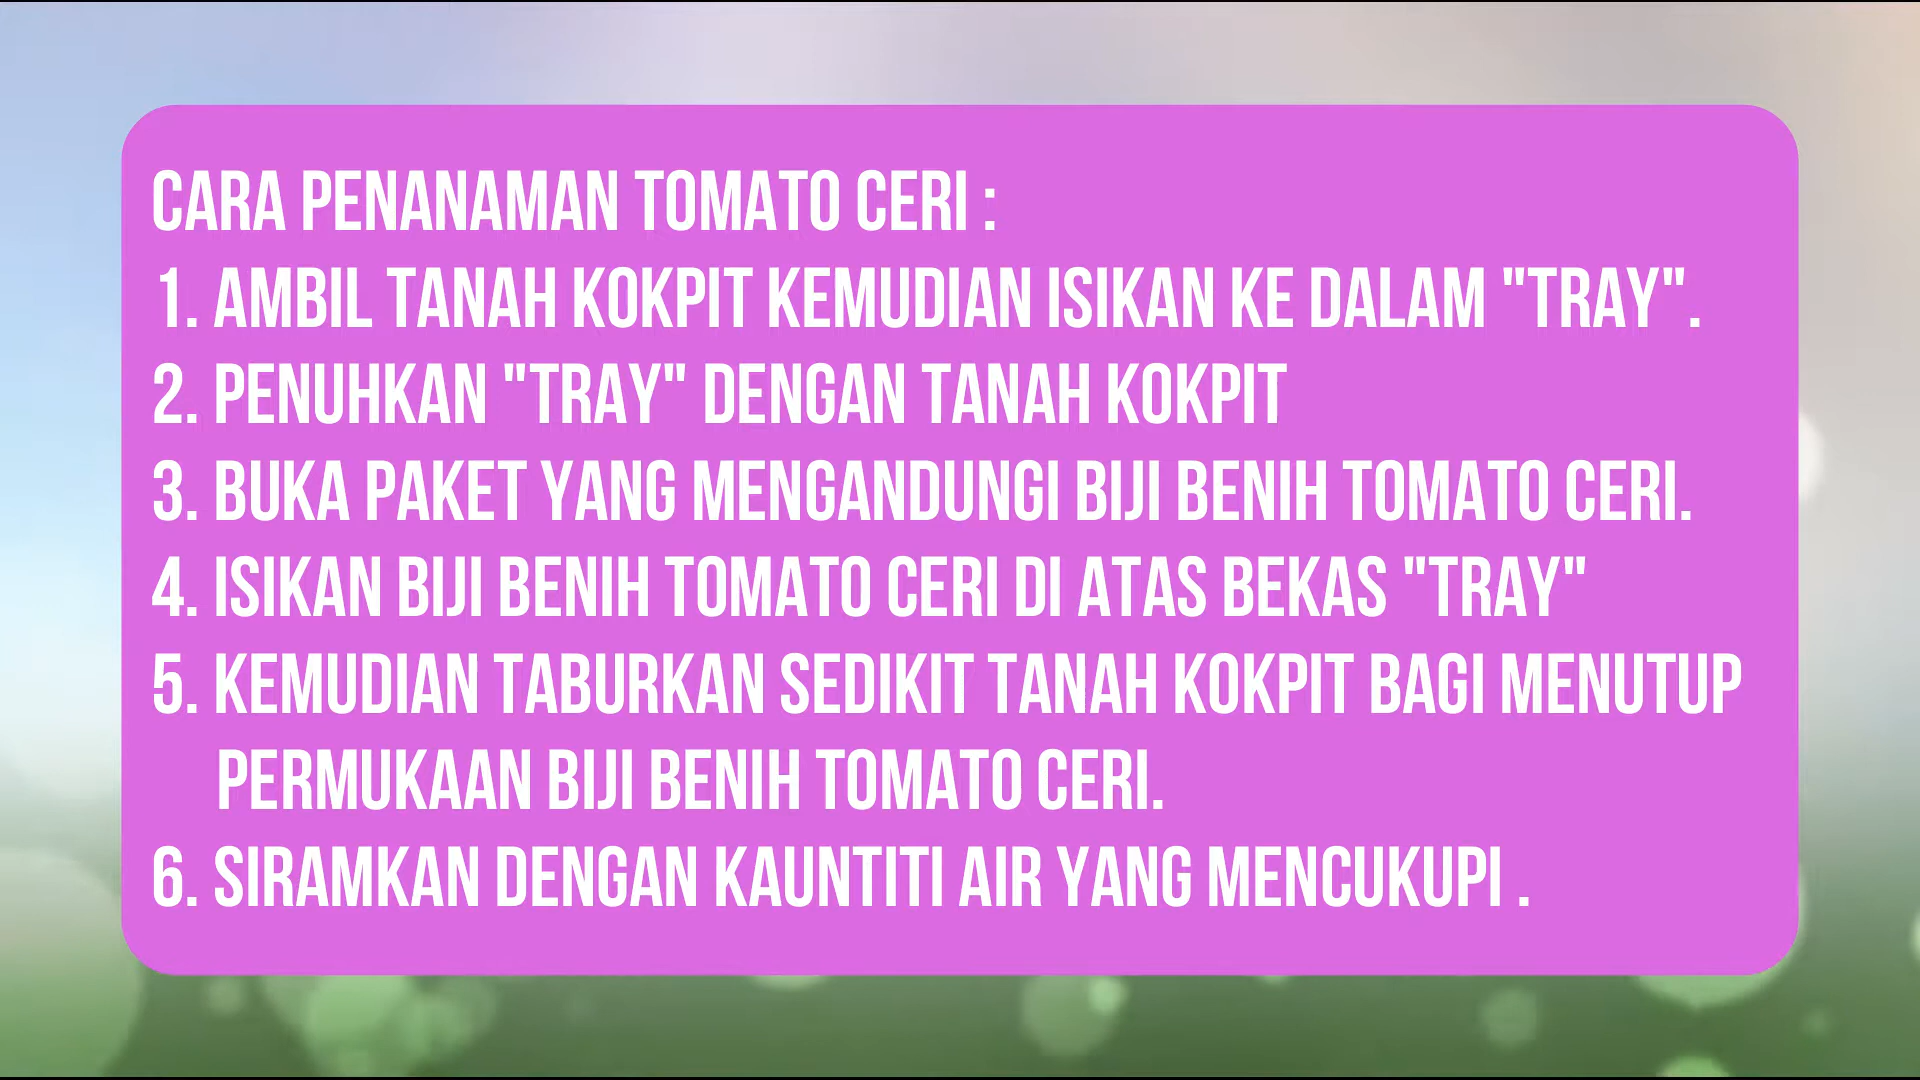 CARA PENANAMAN TOMATO CERI :
1. AMBIL TANAH KOKPIT KEMUDIAN ISIKAN KE DALAM "TRAY".
2. PENUHKAN "TRAY" DENGAN TANAH KOKPIT
3. BUKA PAKET YANG MENGANDUNGI BIJI BENIH TOMATO CERI.
4. ISIKAN BIJI BENIH TOMATO CERI DI ATAS BEKAS "TRAY"
5. KEMUDIAN TABURKAN SEDIKIT TANAH KOKPIT BAGI MENUTUP
PERMUKAAN BIJI BENIH TOMATO CERI.
6. SIRAMKAN DENGAN KAUNTITI AIR YANG MENCUKUPI .